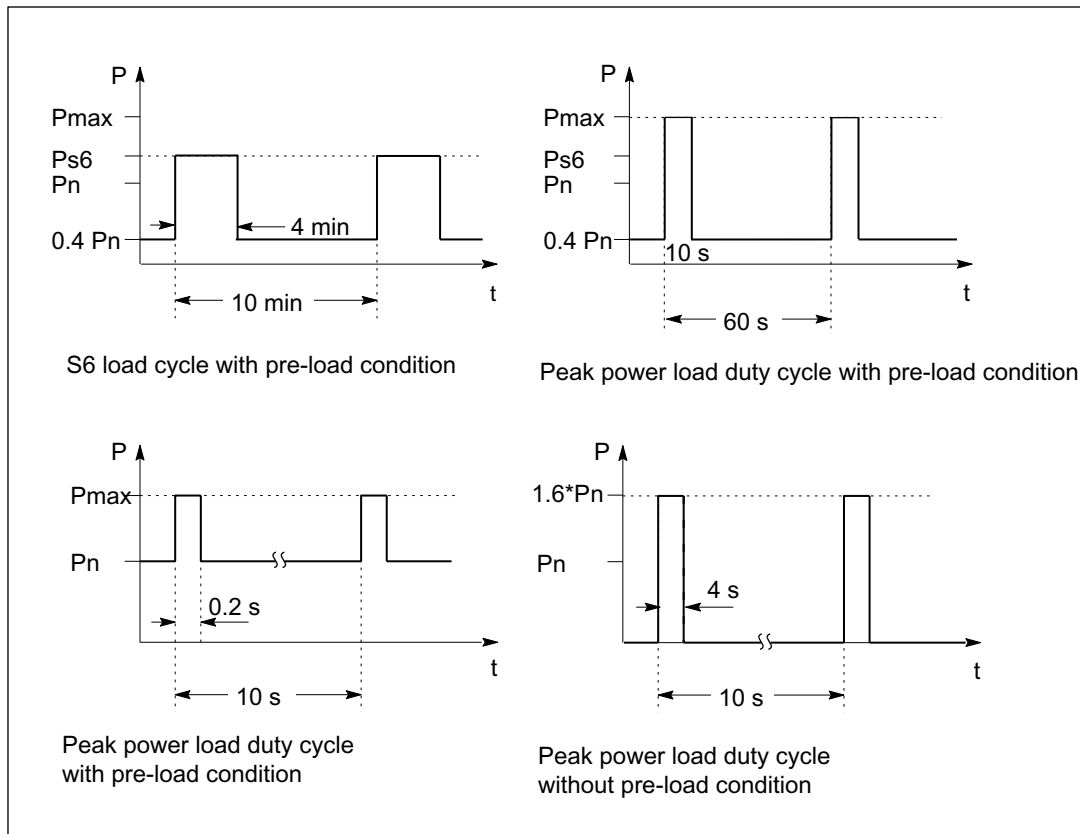 P
Pmax
Ps6
Pn
4 min
0.4 Pn
t
10 min
S6 load cycle with pre-load condition
P
Pmax
Ps6
Pn
0.4 Pn
10 s
t
60 s
Peak power load duty cycle with pre-load condition
P
Pmax
Pn
0.2 s
t
10 s
Peak power load duty cycle
with pre-load condition
P
1.6*Pn
Pn
4 s
t
10 s
Peak power load duty cycle
without pre-load condition